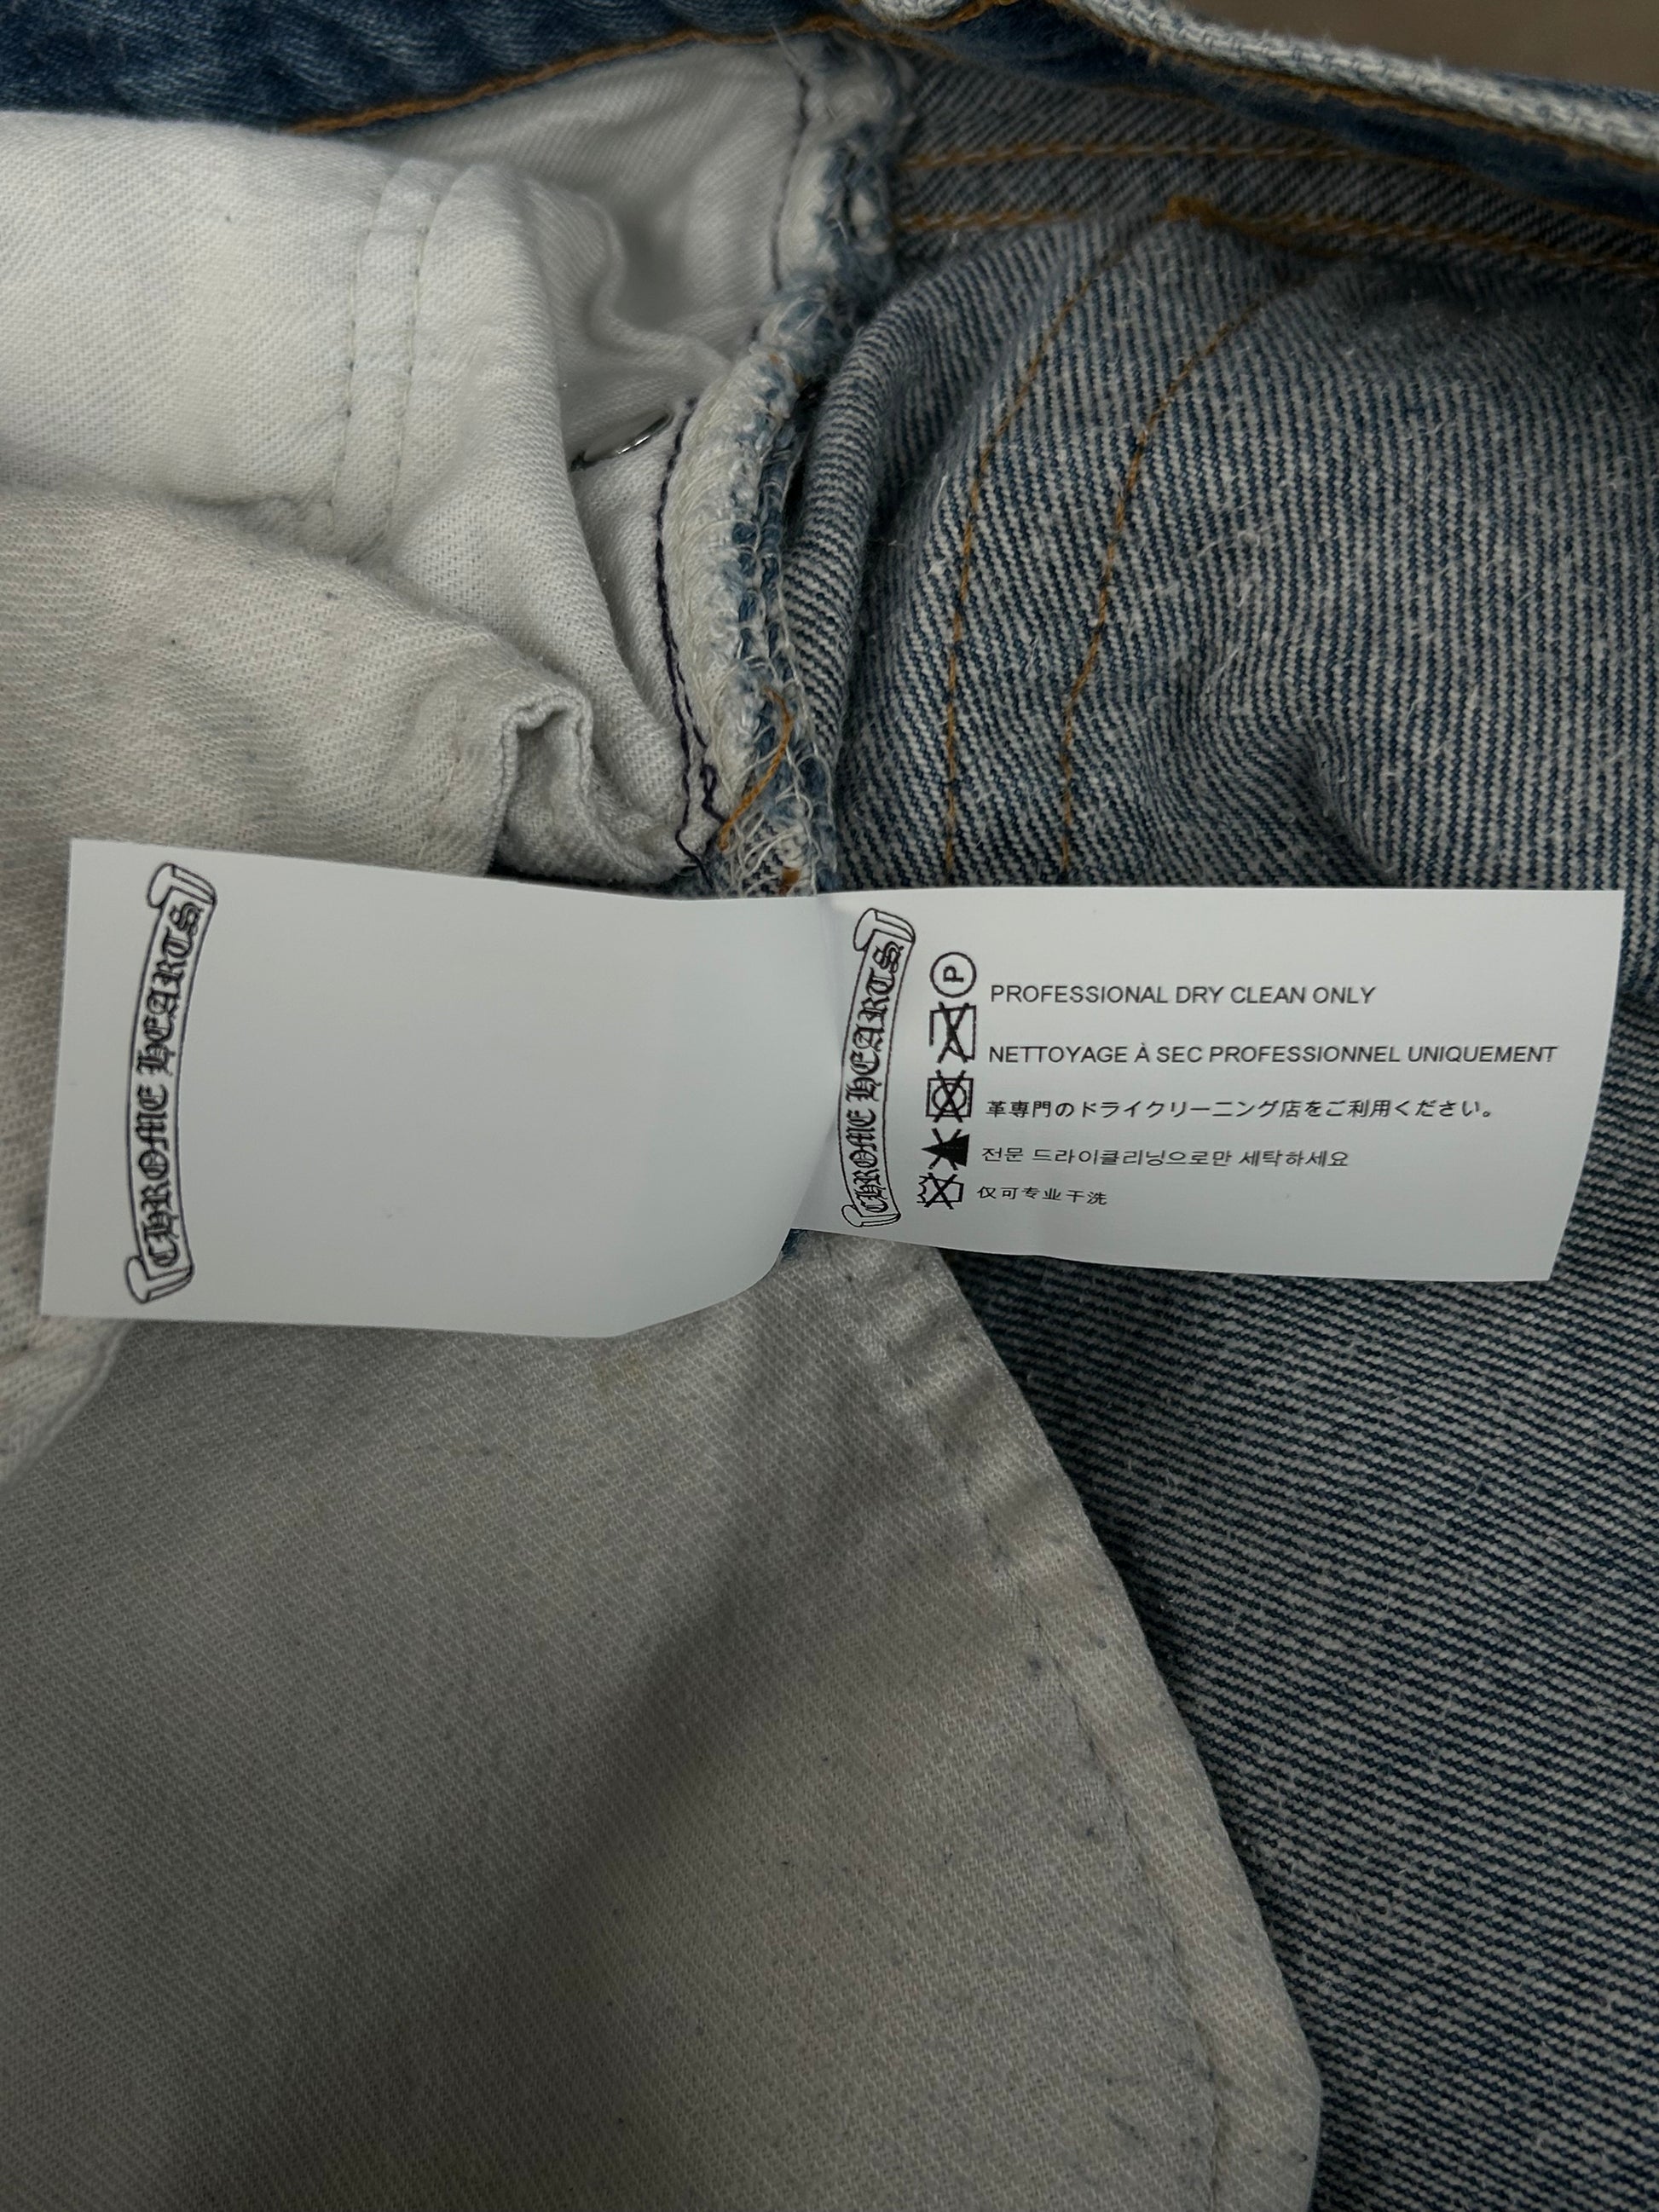 CHROME HEARTS
CHROME HEARTS
P
PROFESSIONAL DRY CLEAN ONLY
NETTOYAGE À SEC PROFESSIONNEL UNIQUEMENT
革専門のドライクリーニング店をご利用ください。
전문 드라이클리닝으로만 세탁하세요
仅可专业干洗